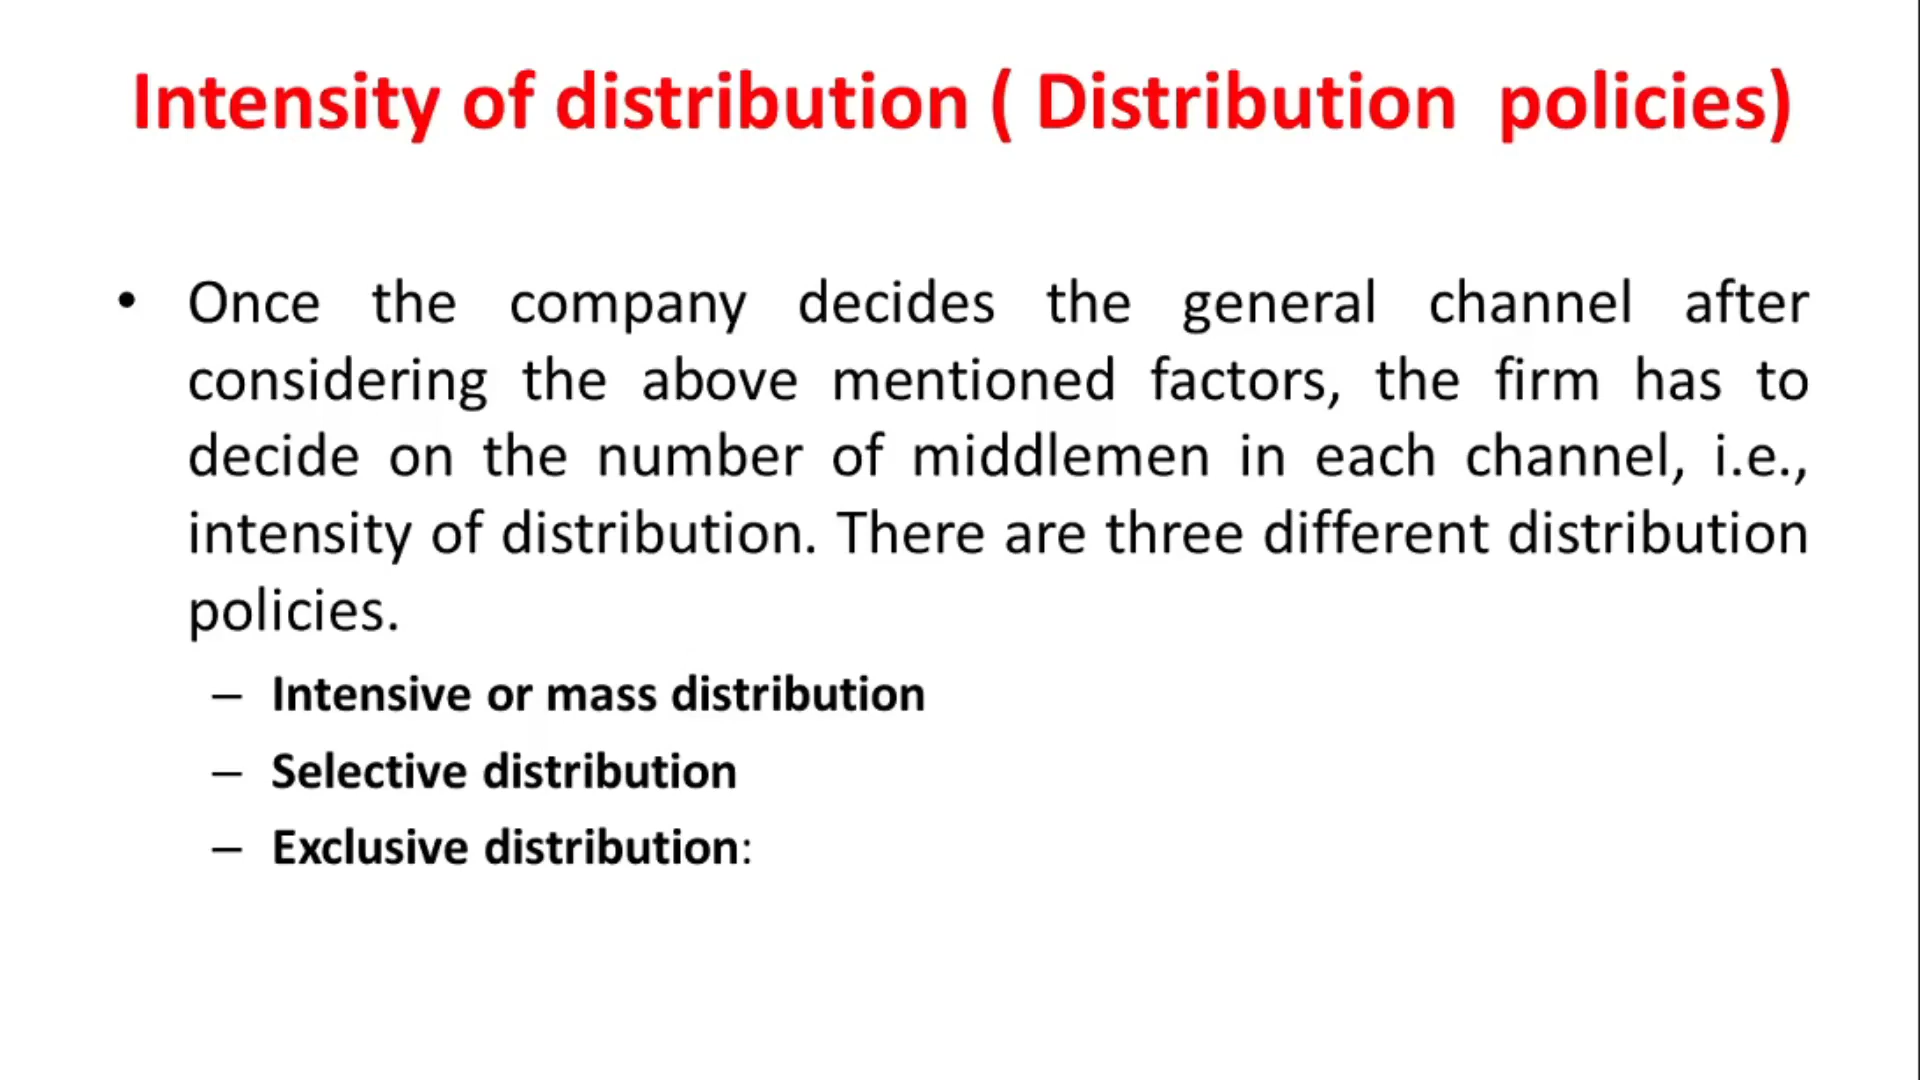 Intensity of distribution ( Distribution  policies)
• Once the company decides the general channel after
considering the above mentioned factors, the firm has to
decide on the number of middlemen in each channel, i.e.,
intensity of distribution. There are three different distribution
policies.
– Intensive or mass distribution
– Selective distribution
– Exclusive distribution: